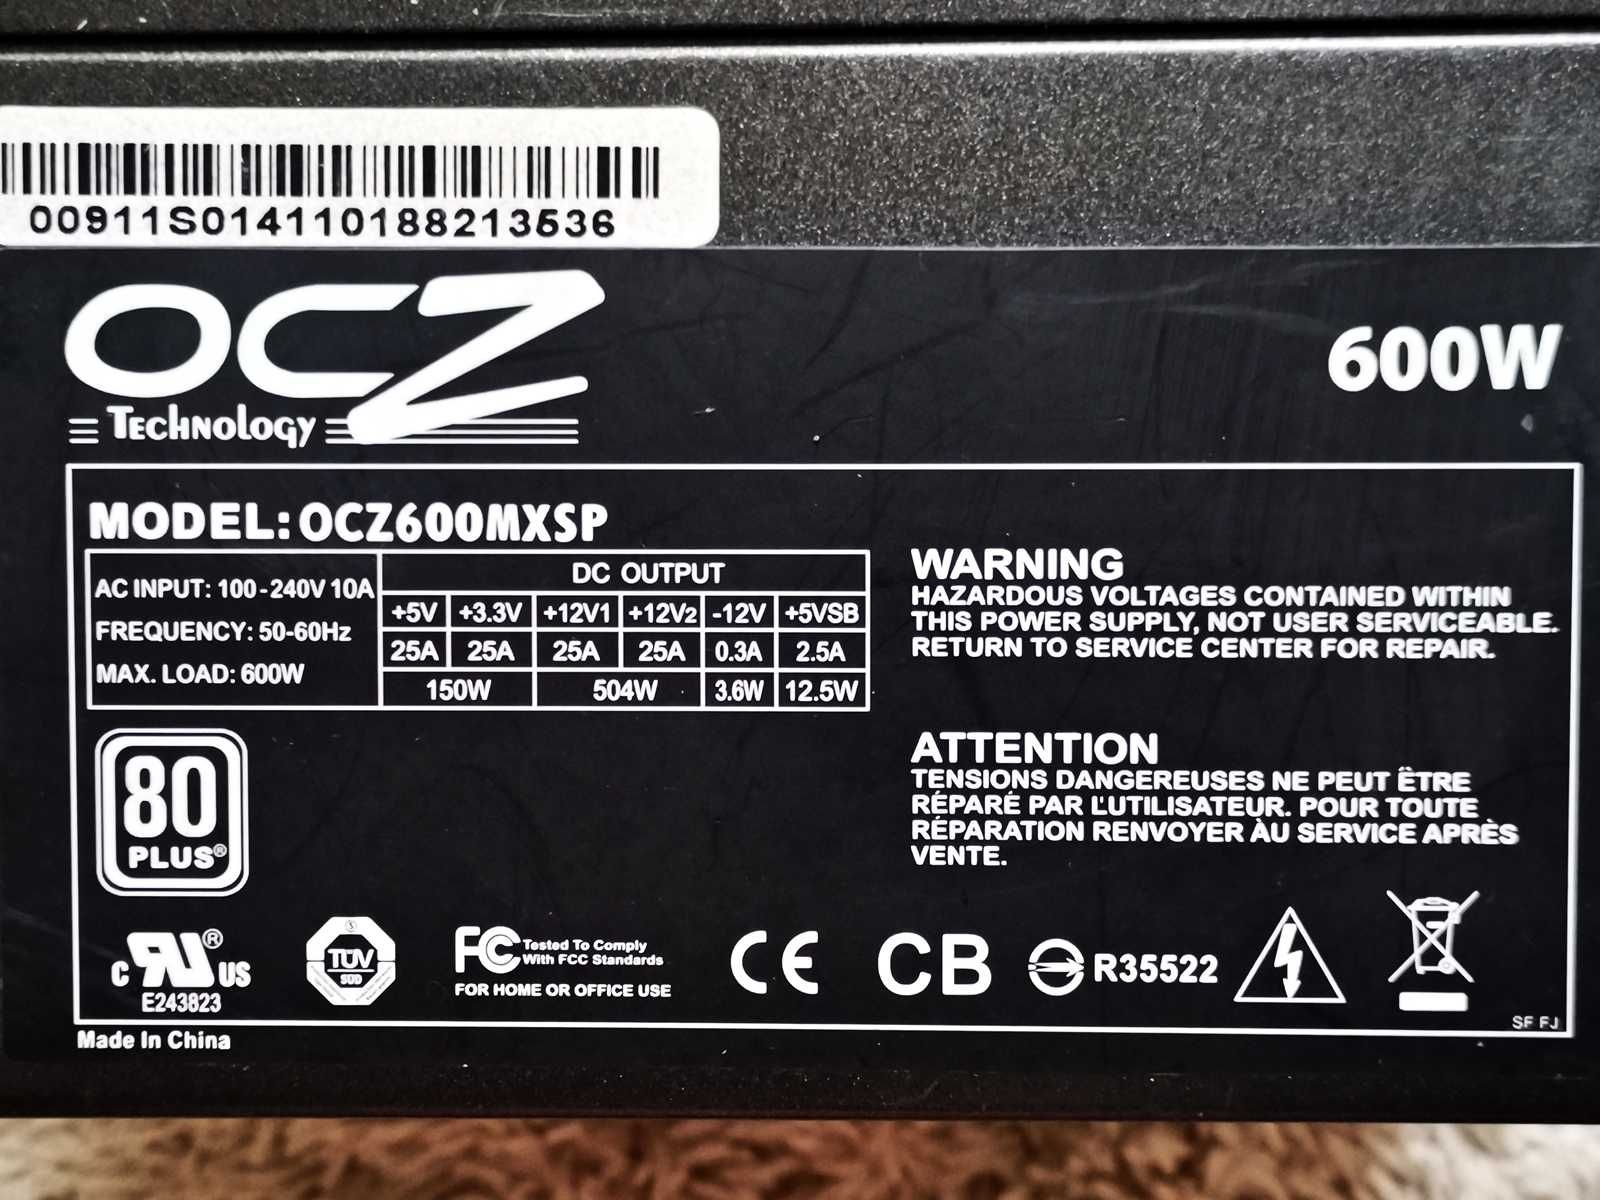 00911S014110188213536
OCZ
Technology
600W
MODEL: OCZ600MXSP
AC INPUT: 100-240V 10A
FREQUENCY: 50-60Hz
MAX. LOAD: 600W
DC OUTPUT
+5V +3.3V +12V1 +12V2 -12V +5VSB
25A 25A 25A 25A 0.3A 2.5A
150W 504W 3.6W 12.5W
WARNING
HAZARDOUS VOLTAGES CONTAINED WITHIN
THIS POWER SUPPLY, NOT USER SERVICEABLE.
RETURN TO SERVICE CENTER FOR REPAIR.
ATTENTION
TENSIONS DANGEREUSES NE PEUT ÊTRE
RÉPARÉ PAR L'UTILISATEUR. POUR TOUTE
RÉPARATION RENVOYER ÀU SERVICE APRÈS
VENTE.
80
PLUS®
C RU® US
E243823
TÜV
SÜD
FC Tested To Comply
With FCC Standards
FOR HOME OR OFFICE USE
CE
CB
R35522
SF FJ
Made In China